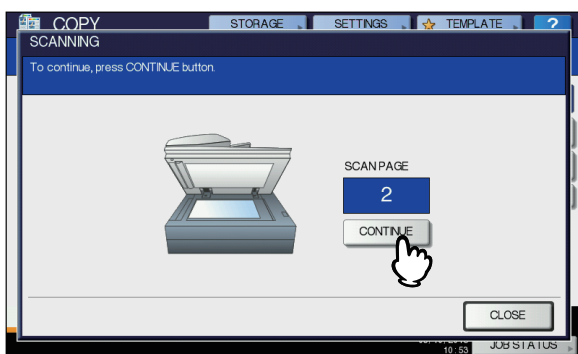 COPY
STORAGE
SETTINGS
TEMPLATE
?
SCANNING
To continue, press CONTINUE button.
SCAN PAGE
2
CONTINUE
CLOSE
10:53
JOB STATUS